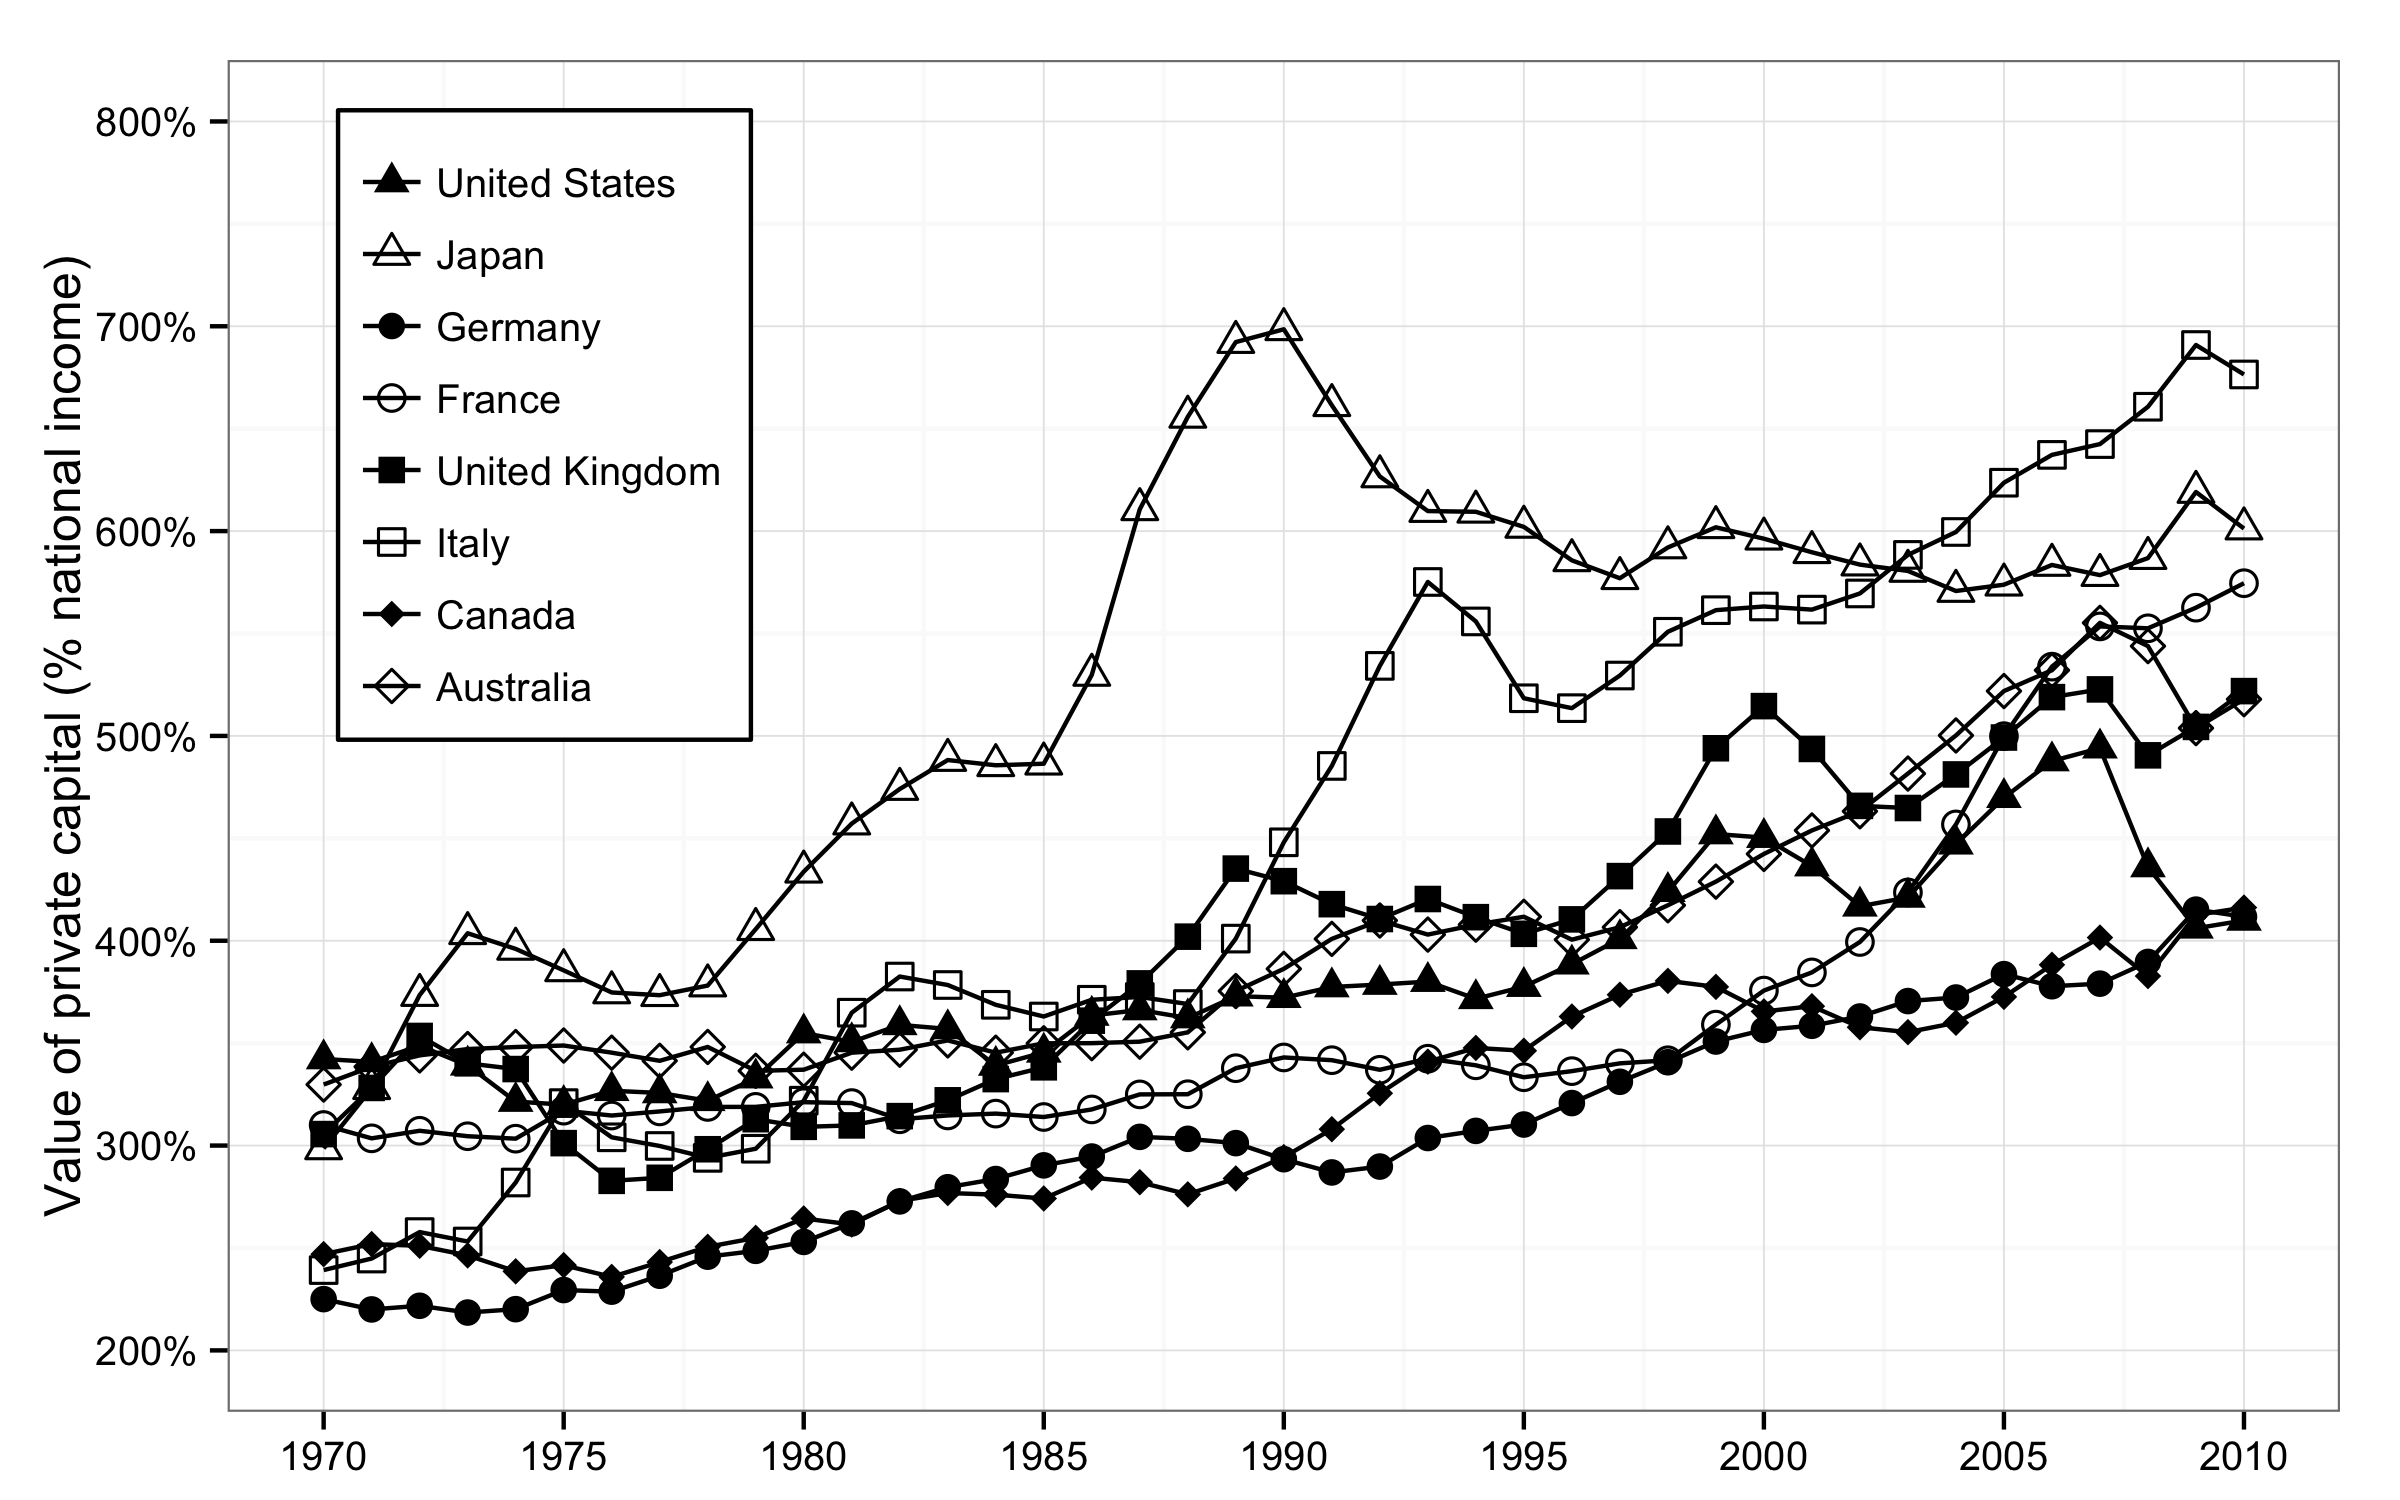 Value of private capital (% national income)
800%
700%
600%
500%
400%
300%
200%
United States
Japan
Germany
France
United Kingdom
Italy
Canada
Australia
1970 1975 1980 1985 1990 1995 2000 2005 2010